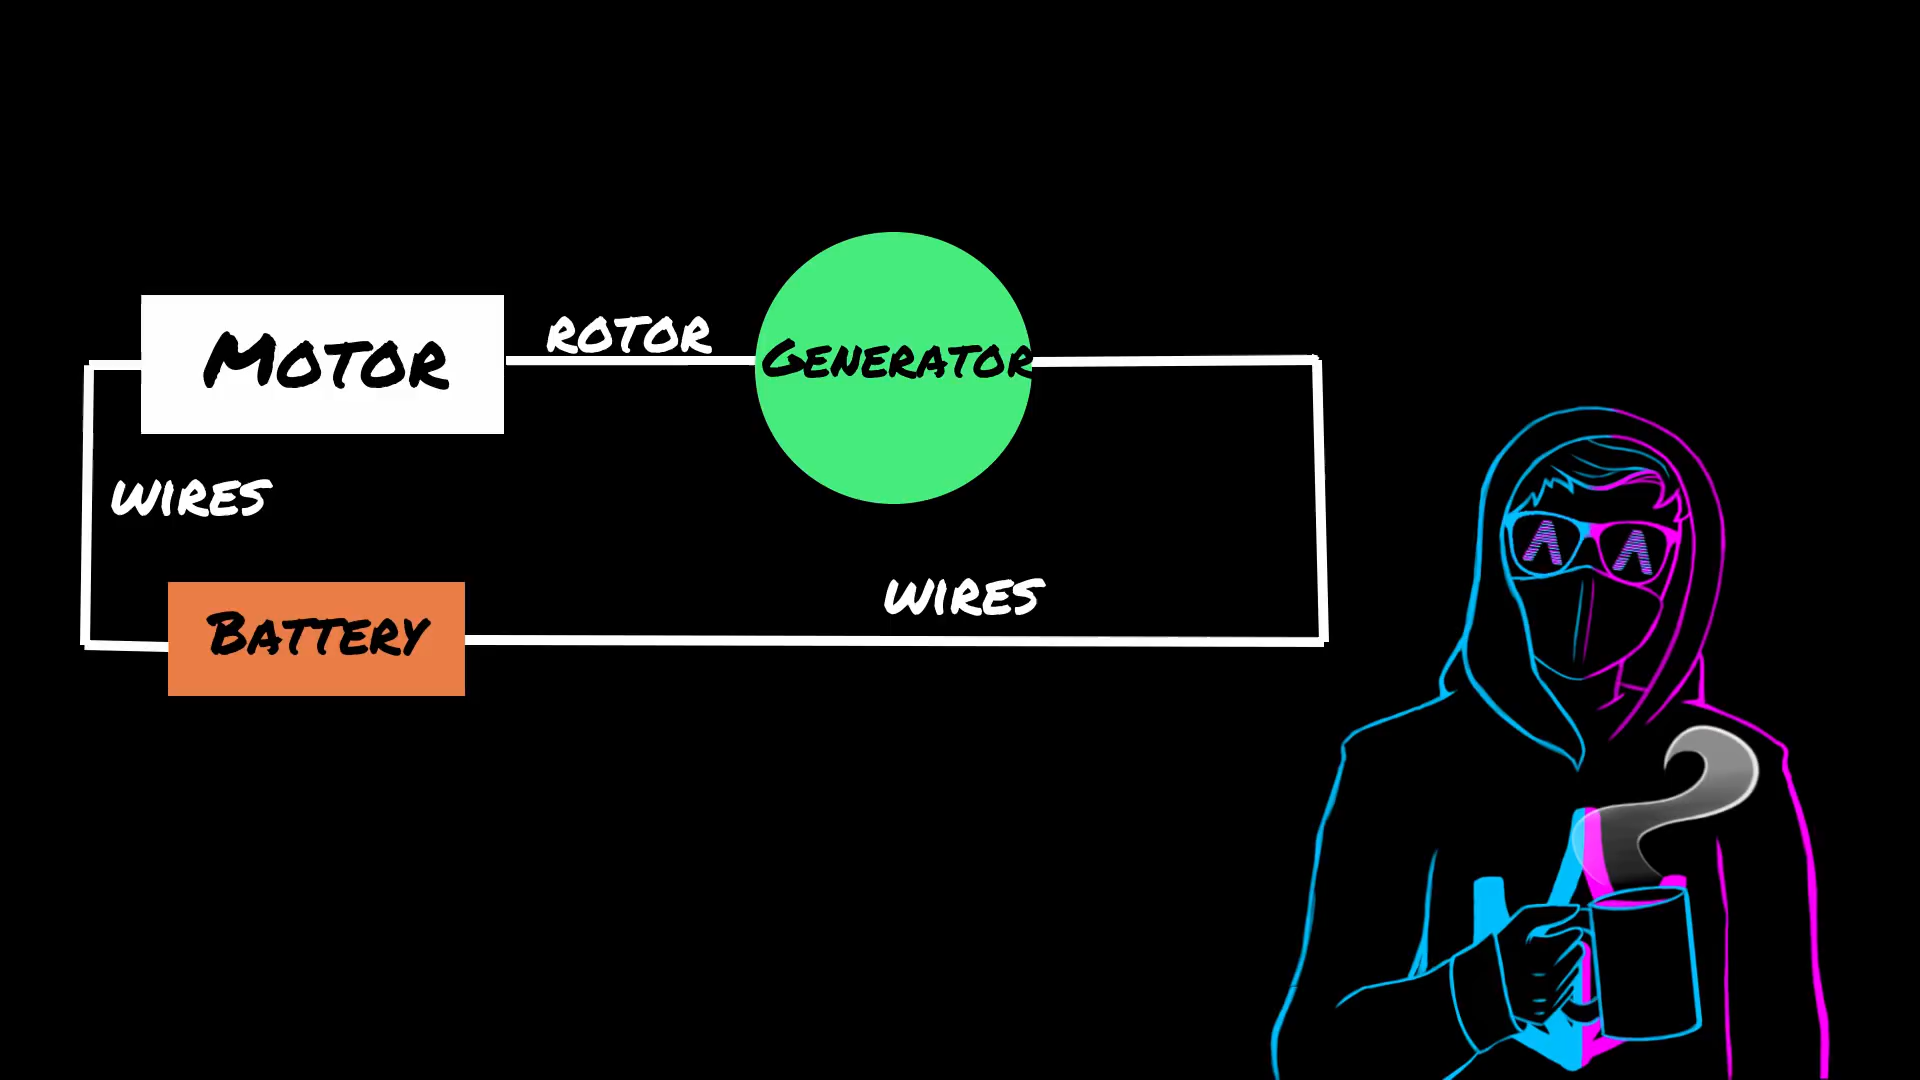 Motor
ROTOR
GENERATOR
WIRES
BATTERY
WIRES